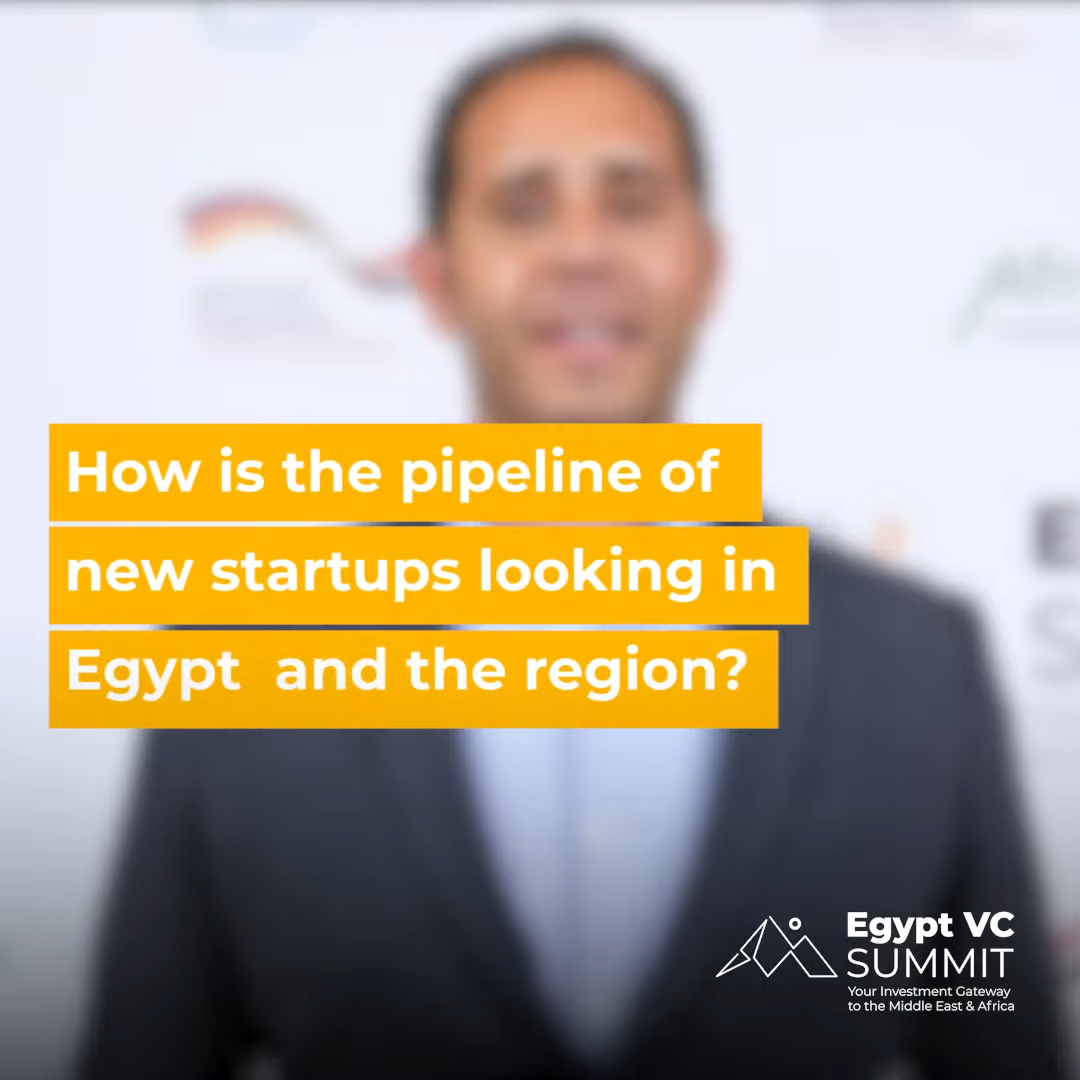 How is the pipeline of
new startups looking in
Egypt  and the region?
Egypt VC
SUMMIT
Your Investment Gateway
to the Middle East & Africa